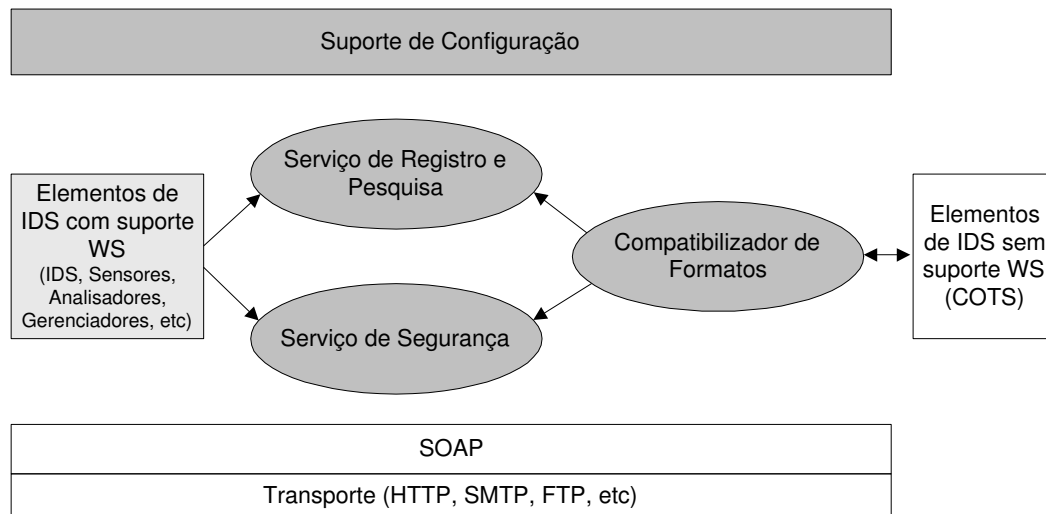 Suporte de Configuração
Serviço de Registro e
Pesquisa
Elementos de
IDS com suporte
WS
(IDS, Sensores,
Analisadores,
Gerenciadores, etc)
Compatibilizador de
Formatos
Elementos
de IDS sem
suporte WS
(COTS)
Serviço de Segurança
SOAP
Transporte (HTTP, SMTP, FTP, etc)